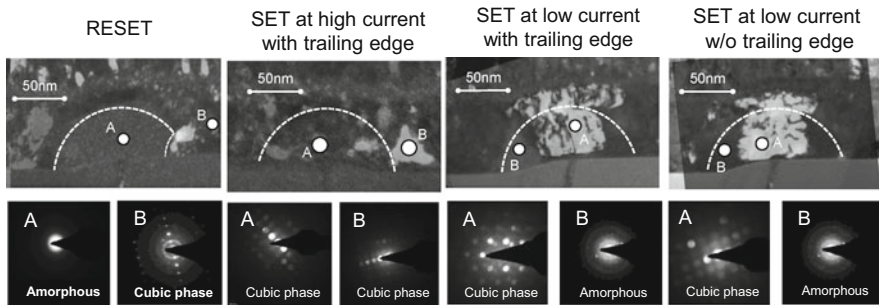 RESET
SET at high current
with trailing edge
SET at low current
with trailing edge
SET at low current
w/o trailing edge
50nm
A
B
50nm
A
B
50nm
A
B
50nm
A
B
A
Amorphous
B
Cubic phase
A
Cubic phase
B
Cubic phase
A
Cubic phase
B
Amorphous
A
Cubic phase
B
Amorphous